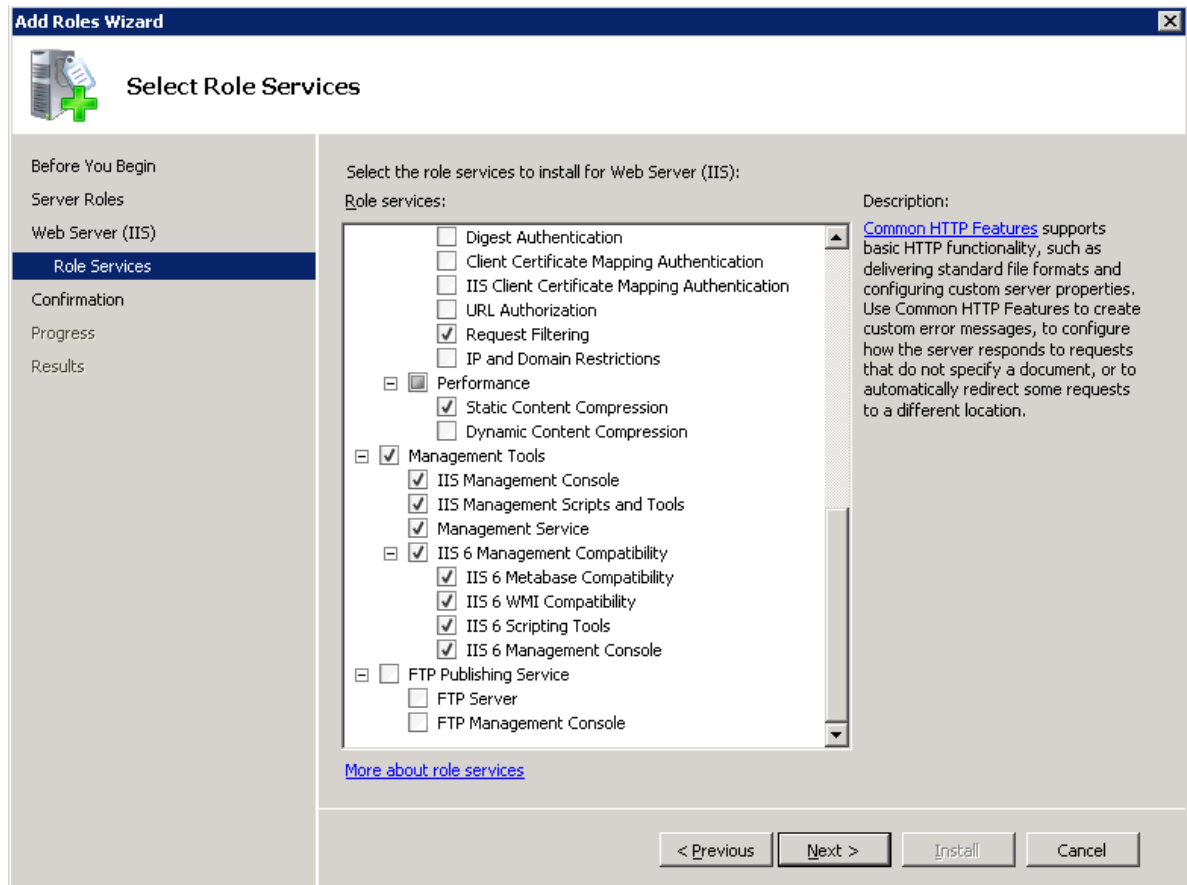 Add Roles Wizard
Select Role Services
Before You Begin
Server Roles
Web Server (IIS)
Role Services
Confirmation
Progress
Results
Select the role services to install for Web Server (IIS):
Role services:
Digest Authentication
Client Certificate Mapping Authentication
IIS Client Certificate Mapping Authentication
URL Authorization
Request Filtering
IP and Domain Restrictions
Performance
Static Content Compression
Dynamic Content Compression
Management Tools
IIS Management Console
IIS Management Scripts and Tools
Management Service
IIS 6 Management Compatibility
IIS 6 Metabase Compatibility
IIS 6 WMI Compatibility
IIS 6 Scripting Tools
IIS 6 Management Console
FTP Publishing Service
FTP Server
FTP Management Console
More about role services
Description:
Common HTTP Features supports
basic HTTP functionality, such as
delivering standard file formats and
configuring custom server properties.
Use Common HTTP Features to create
custom error messages, to configure
how the server responds to requests
that do not specify a document, or to
automatically redirect some requests
to a different location.
< Previous
Next >
Install
Cancel